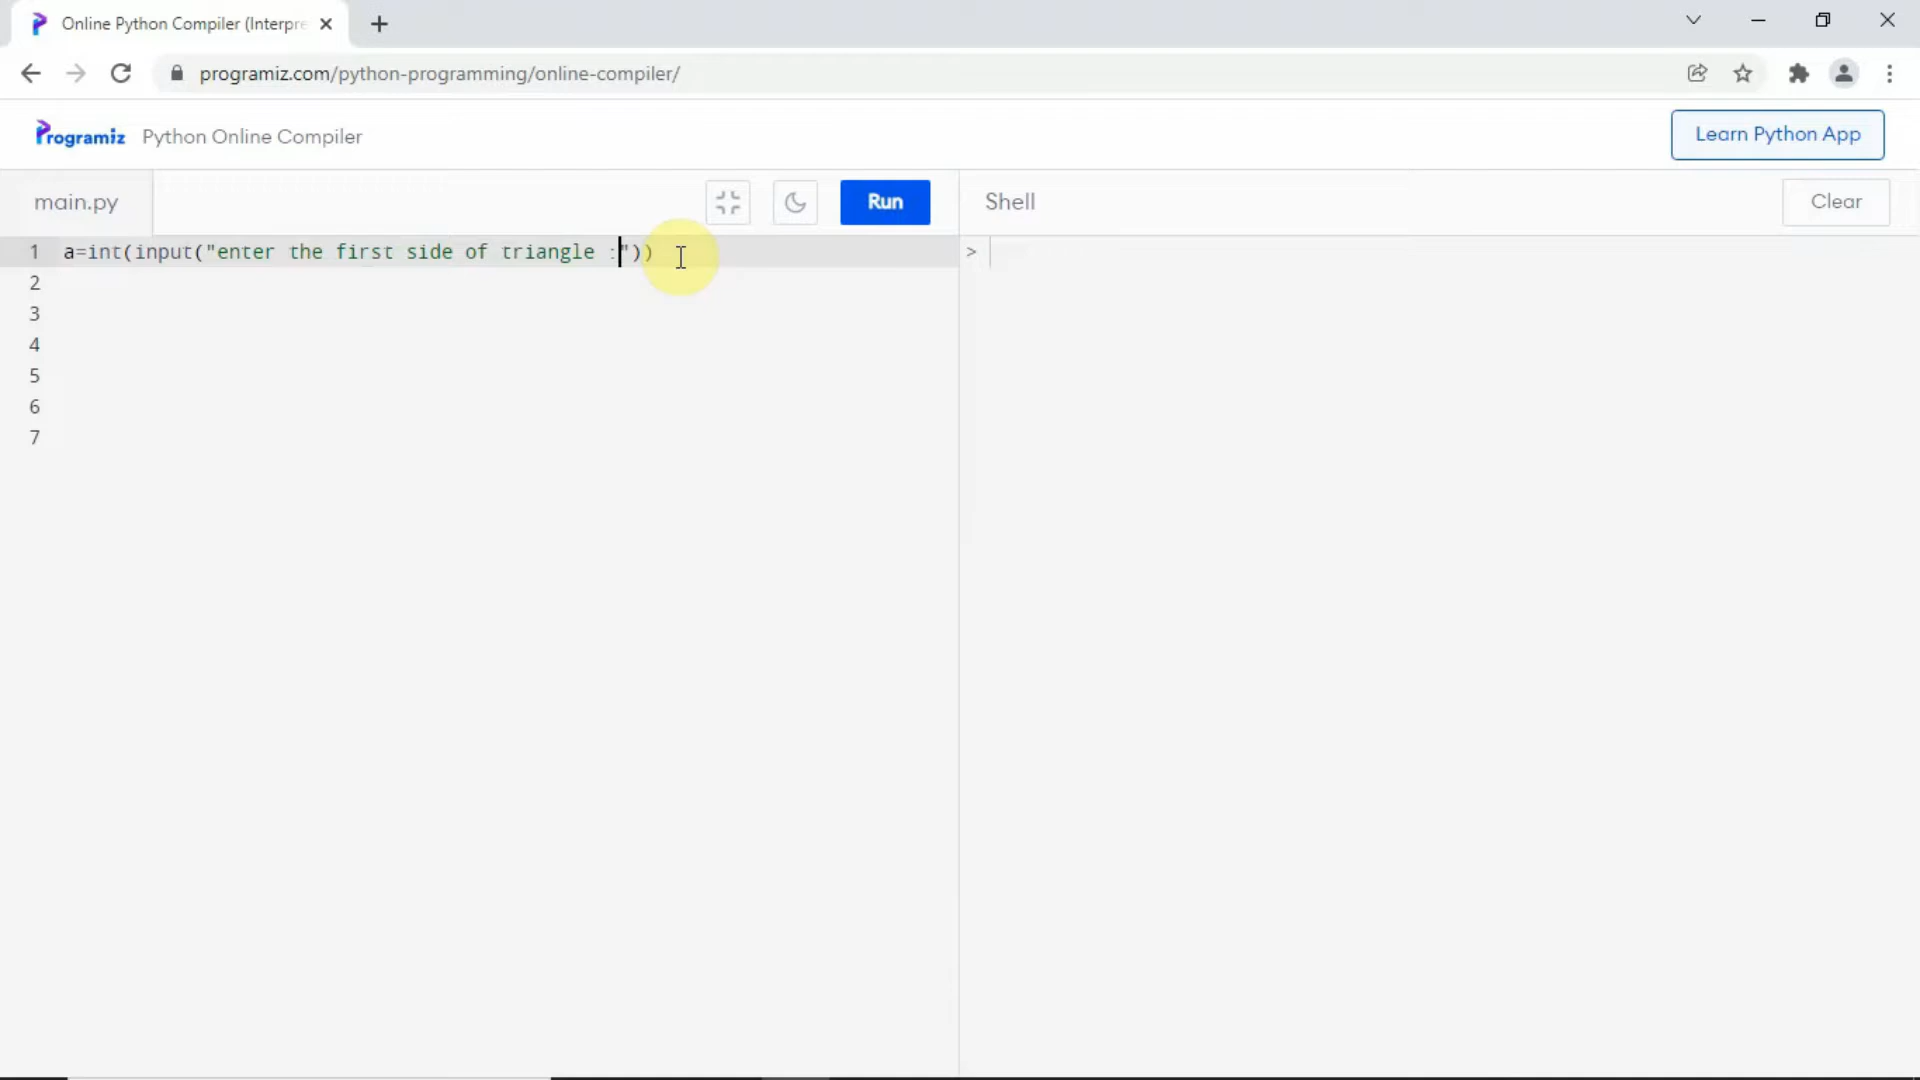 Online Python Compiler (Interpre
programiz.com/python-programming/online-compiler/
Programiz Python Online Compiler
Learn Python App
main.py
Run
Shell
Clear
1 a=int(input("enter the first side of triangle :"))
>
2
3
4
5
6
7